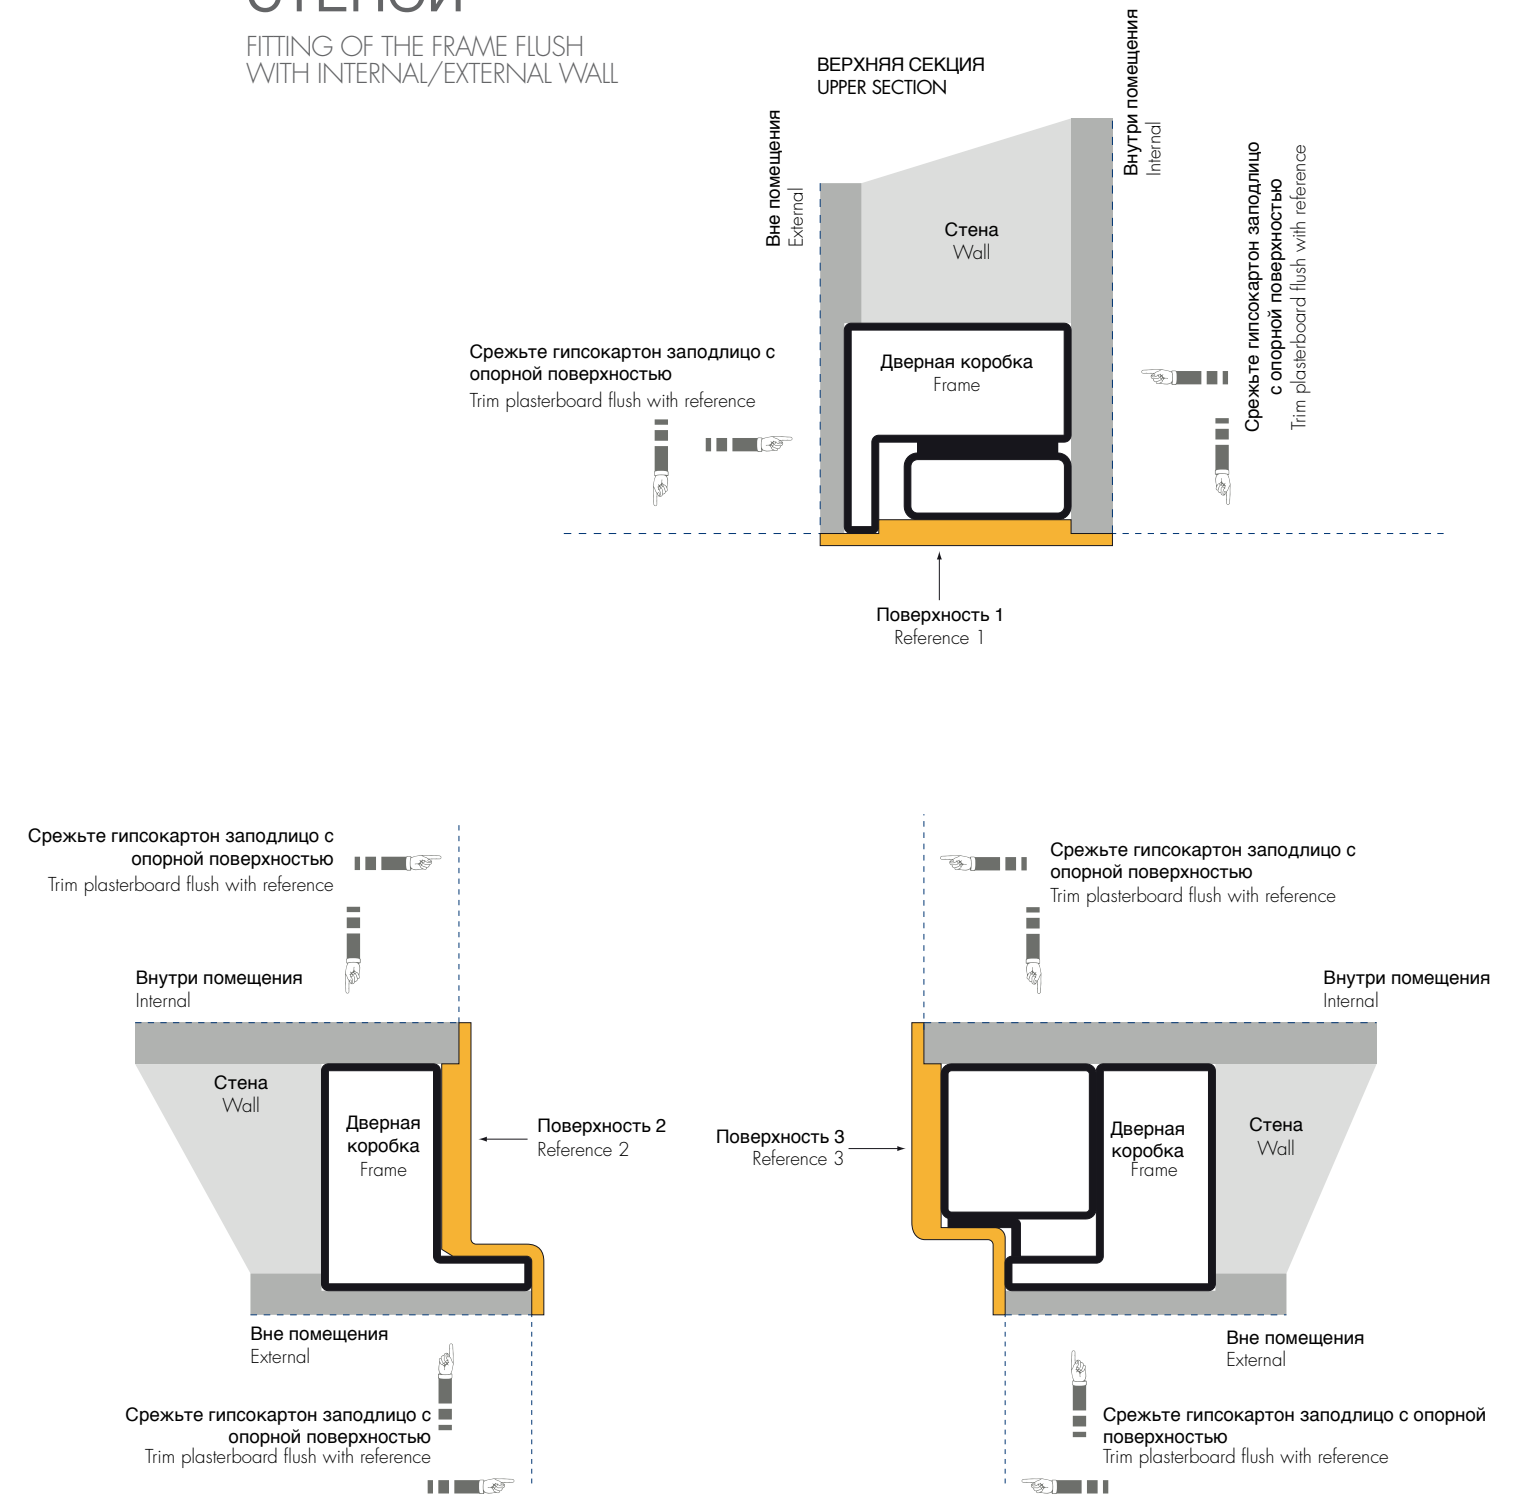 СТЕНОЙ
FITTING OF THE FRAME FLUSH
WITH INTERNAL/EXTERNAL WALL
ВЕРХНЯЯ СЕКЦИЯ
UPPER SECTION
Вне помещения
External
Внутри помещения
Internal
Стена
Wall
Срежьте гипсокартон заподлицо
с опорной поверхностью
Trim plasterboard flush with reference
Срежьте гипсокартон заподлицо с
опорной поверхностью
Trim plasterboard flush with reference
Дверная коробка
Frame
Поверхность 1
Reference 1
Срежьте гипсокартон заподлицо с
опорной поверхностью
Trim plasterboard flush with reference
Внутри помещения
Internal
Стена
Wall
Дверная
коробка
Frame
Поверхность 2
Reference 2
Вне помещения
External
Срежьте гипсокартон заподлицо с
опорной поверхностью
Trim plasterboard flush with reference
Срежьте гипсокартон заподлицо с
опорной поверхностью
Trim plasterboard flush with reference
Внутри помещения
Internal
Поверхность 3
Reference 3
Дверная
коробка
Frame
Стена
Wall
Вне помещения
External
Срежьте гипсокартон заподлицо с опорной
поверхностью
Trim plasterboard flush with reference